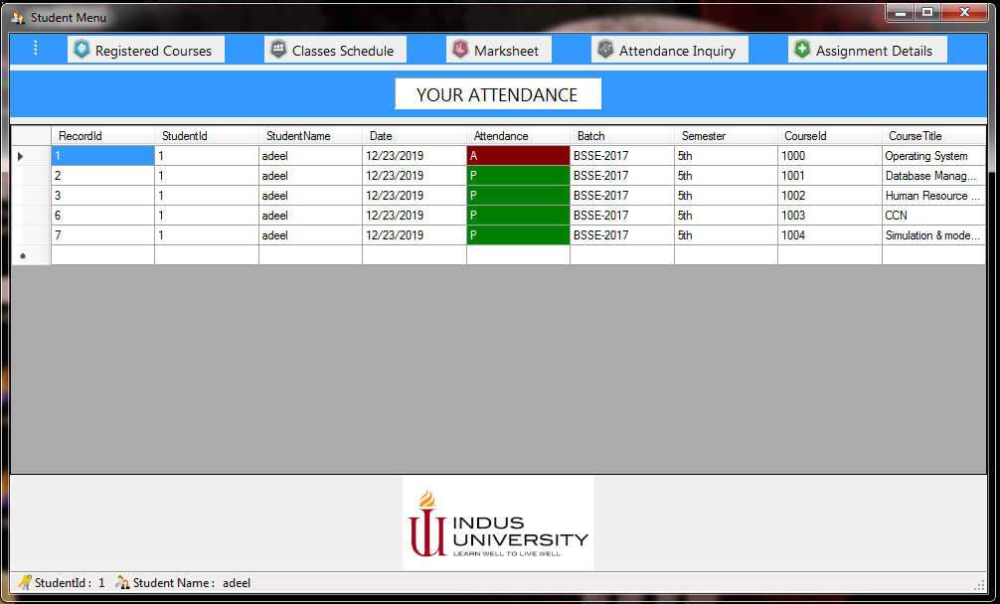 Student Menu
Registered Courses Classes Schedule Marksheet Attendance Inquiry Assignment Details
YOUR ATTENDANCE
RecordId StudentId StudentName Date Attendance Batch Semester CourseId CourseTitle
1 1 adeel 12/23/2019 A BSSE-2017 5th 1000 Operating System
2 1 adeel 12/23/2019 P BSSE-2017 5th 1001 Database Manag...
3 1 adeel 12/23/2019 P BSSE-2017 5th 1002 Human Resource ...
6 1 adeel 12/23/2019 P BSSE-2017 5th 1003 CCN
7 1 adeel 12/23/2019 P BSSE-2017 5th 1004 Simulation & mode...
INDUS
UNIVERSITY
LEARN WELL TO LIVE WELL
StudentId : 1 Student Name : adeel